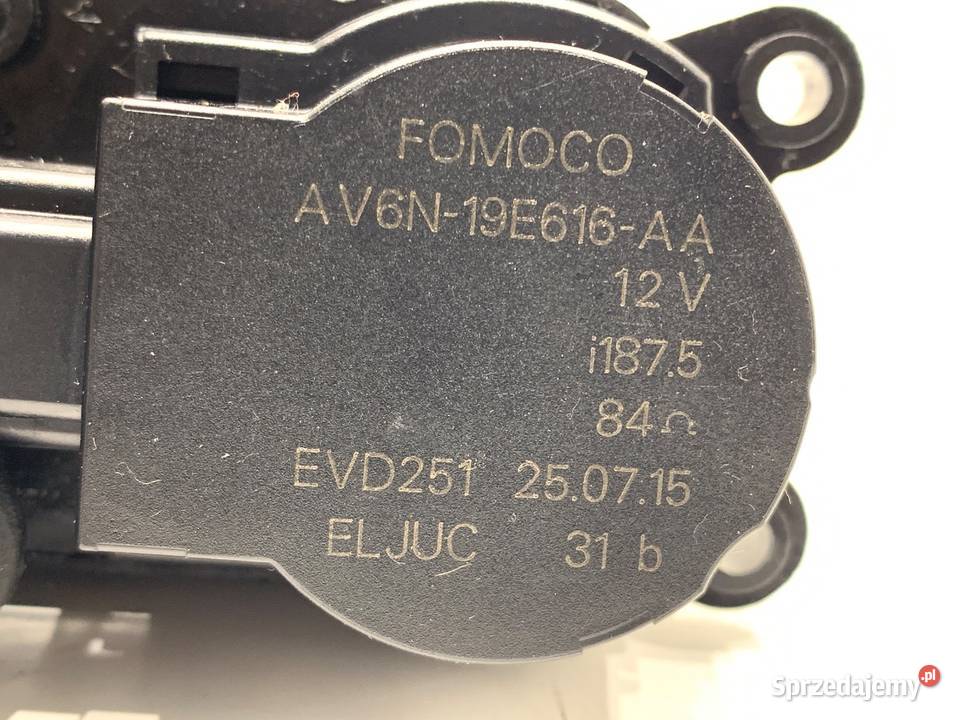 FOMOCO
AV6N-19E616-AA
12 V
i187.5
84Ω
EVD251 25.07.15
ELJUC 31 b
Sprzedajemy.pl